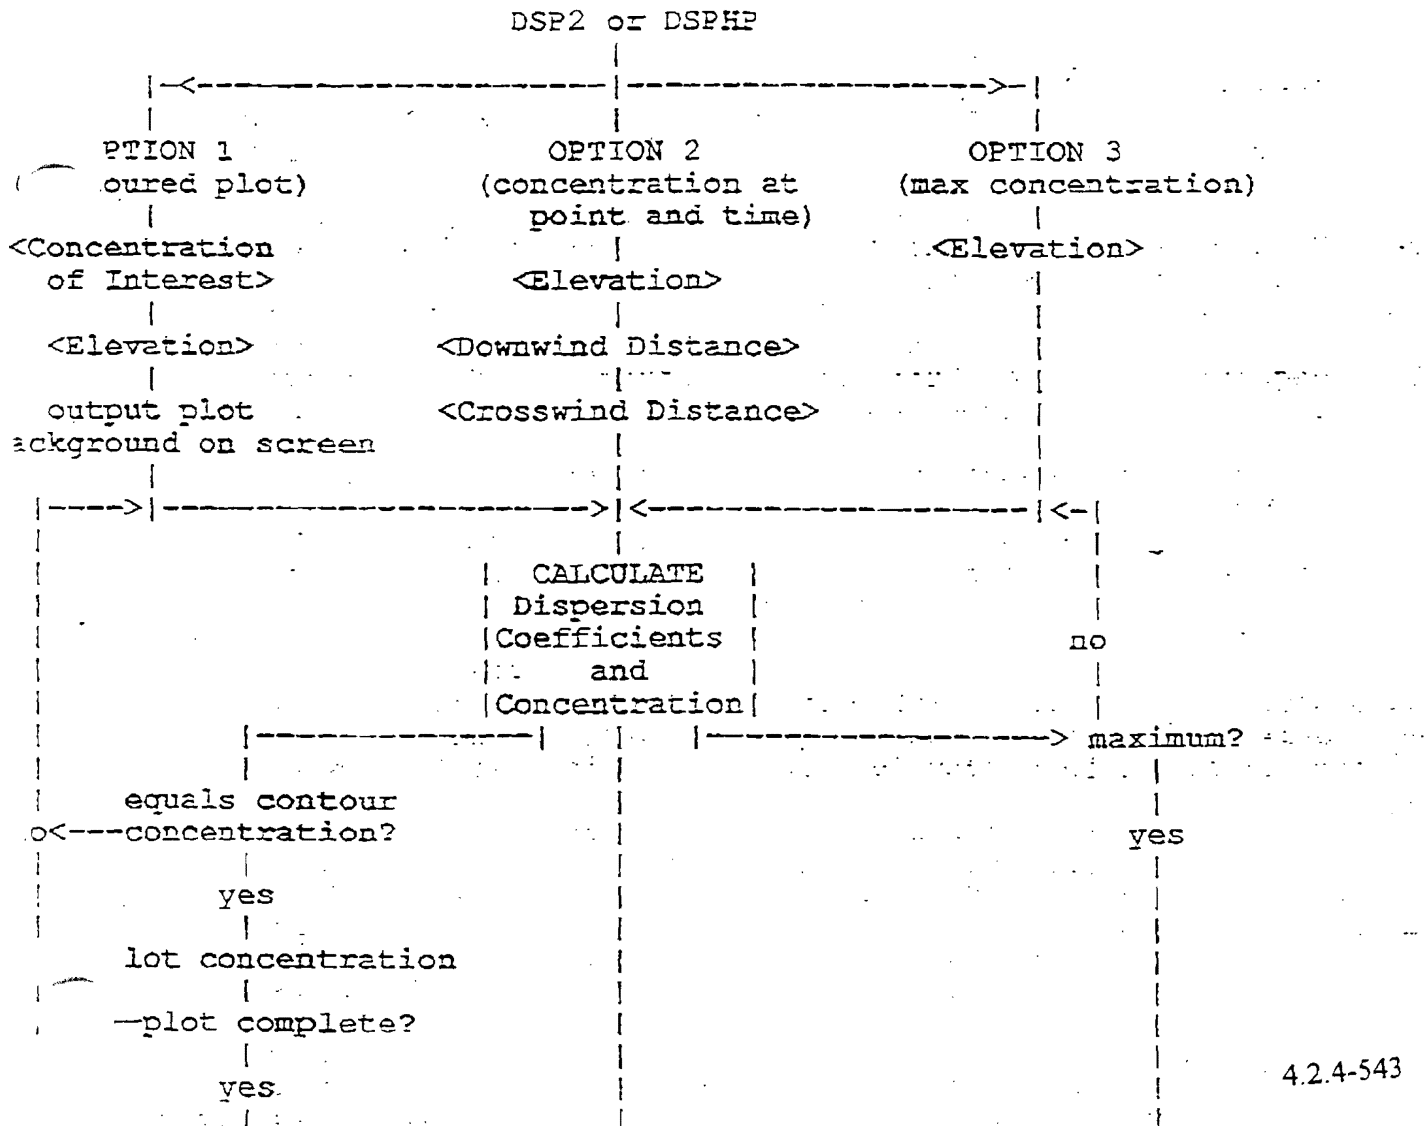 DSP2 or DSPHP
PTION 1 OPTION 2 OPTION 3
( oured plot) (concentration at (max concentration)
point and time)
<Concentration <Elevation>
of Interest> <Elevation>
<Elevation> <Downwind Distance>
output plot <Crosswind Distance>
ackground on screen
CALCULATE
Dispersion
Coefficients no
and
Concentration
maximum?
equals contour
o<---concentration? yes
yes
lot concentration
—plot complete?
yes
4.2.4-543